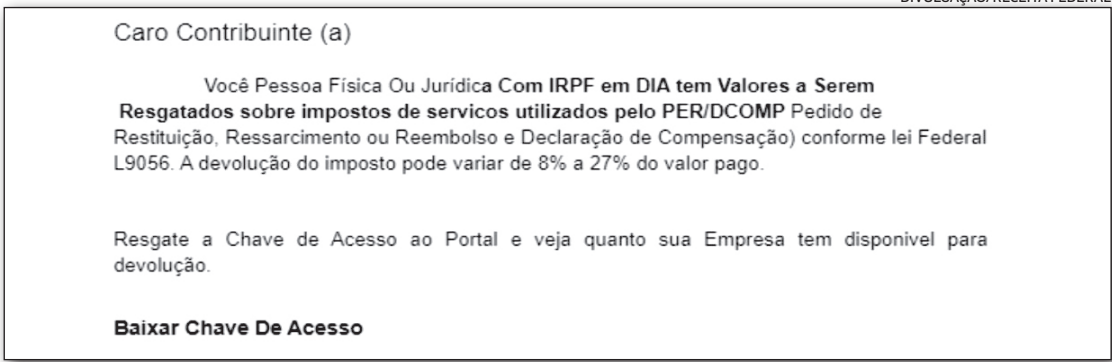 DIVULGAÇÃO/RECEITA FEDERAL
Caro Contribuinte (a)
Você Pessoa Física Ou Jurídica Com IRPF em DIA tem Valores a Serem
Resgatados sobre impostos de servicos utilizados pelo PER/DCOMP Pedido de
Restituição, Ressarcimento ou Reembolso e Declaração de Compensação) conforme lei Federal
L9056. A devolução do imposto pode variar de 8% a 27% do valor pago.
Resgate a Chave de Acesso ao Portal e veja quanto sua Empresa tem disponivel para
devolução.
Baixar Chave De Acesso